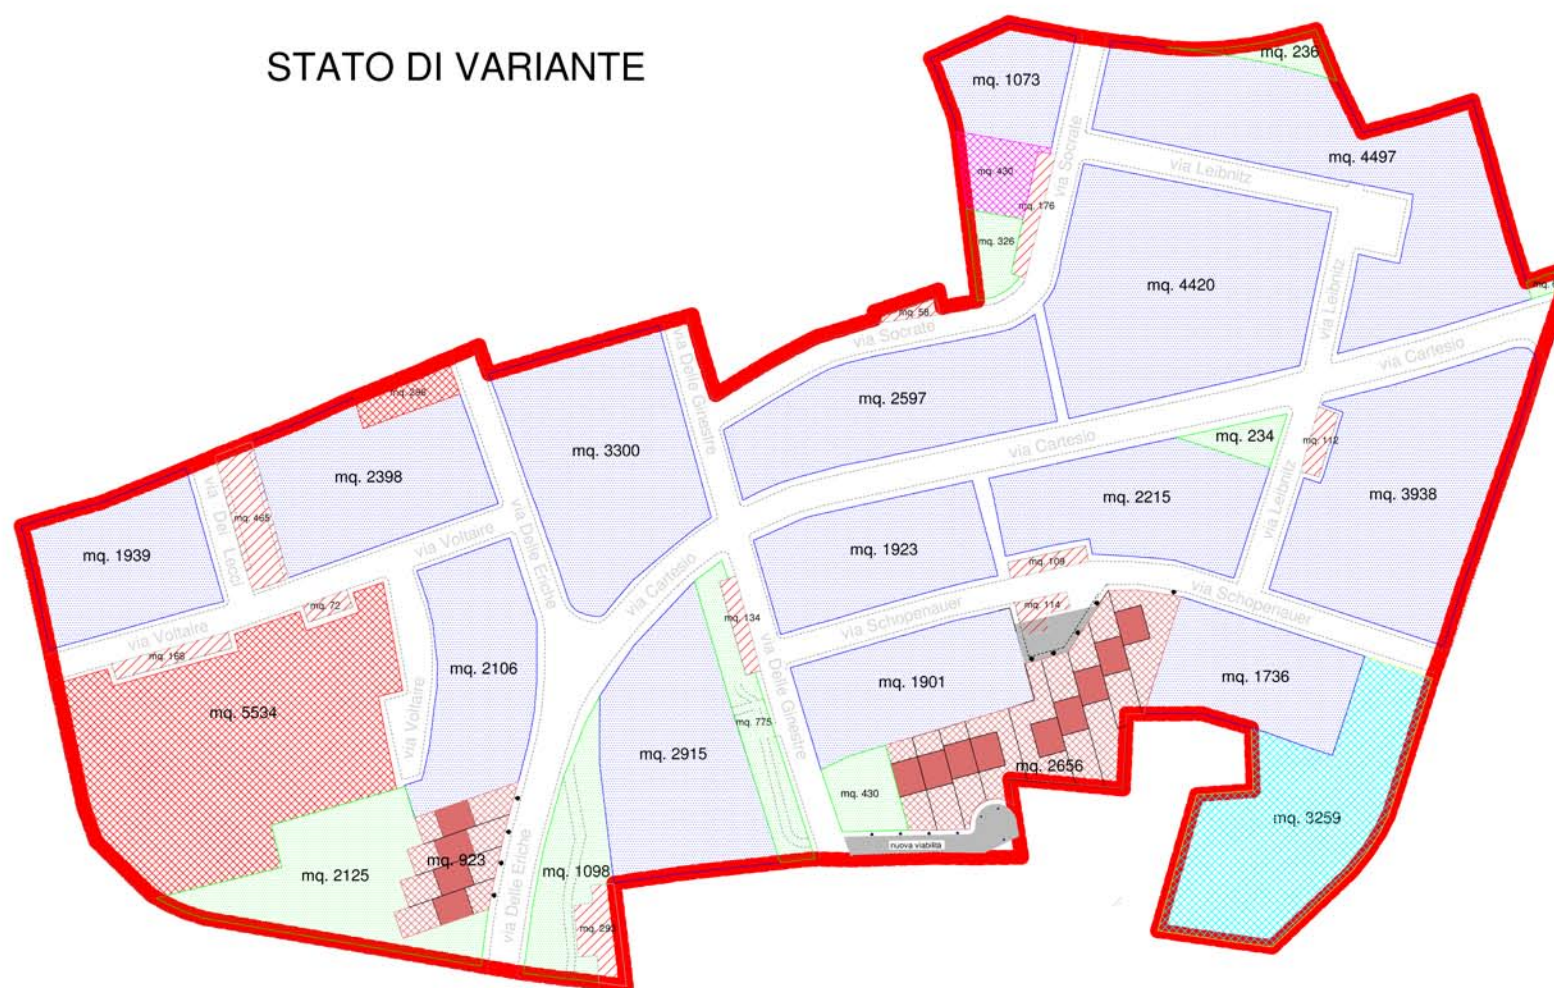 STATO DI VARIANTE
mq. 236
mq. 1073
via Socrate
mq. 4497
via Leibnitz
mq. 430
mq. 176
mq. 326
mq. 4420
via Leibnitz
mq. 58
via Socrate
via Delle Ginestre
via Cartesio
mq. 2597
mq. 3300
via Cartesio
mq. 234
mq. 112
mq. 2398
mq. 3938
mq. 2215
via Leibnitz
mq. 465
via Dei Lecci
via Voltaire
via Delle Eriche
mq. 1939
mq. 1923
mq. 109
via Cartesio
via Schopenauer
mq. 72
mq. 114
via Schopenauer
mq. 134
via Voltaire
mq. 168
mq. 2106
mq. 1901
mq. 1736
via Delle Ginestre
mq. 5534
via Voltaire
mq. 775
mq. 2915
mq. 2656
mq. 430
mq. 3259
nuova viabilità
mq. 923
mq. 1098
mq. 2125
via Delle Eriche